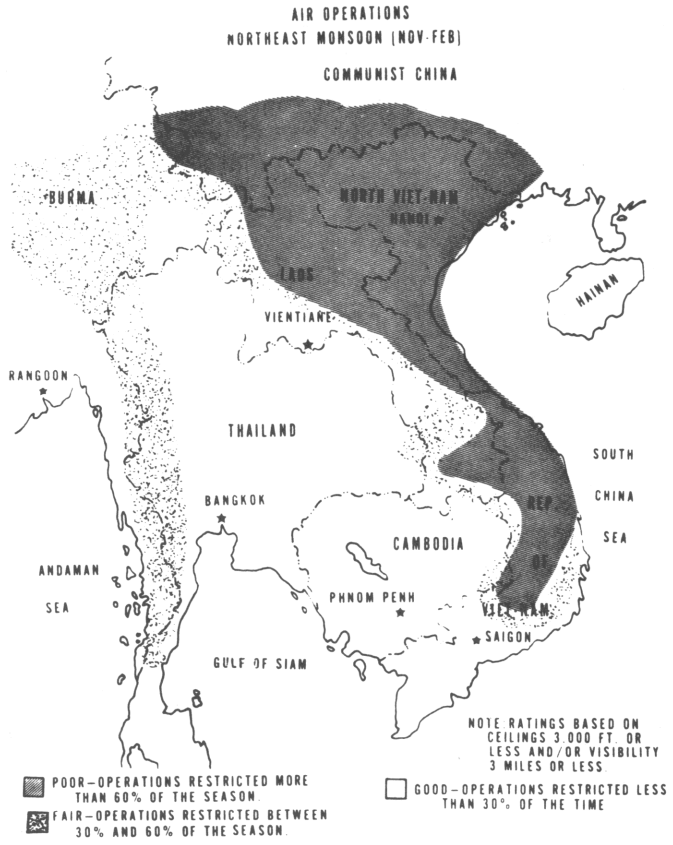 AIR OPERATIONS
NORTHEAST MONSOON (NOV-FEB)
COMMUNIST CHINA
BURMA
NORTH VIET-NAM
HANOI
LAOS
HAINAN
VIENTIANE
RANGOON
THAILAND
SOUTH
CHINA
SEA
BANGKOK
REP
OF
VIET-NAM
CAMBODIA
ANDAMAN
SEA
PHNOM PENH
SAIGON
GULF OF SIAM
NOTE: RATINGS BASED ON
CEILINGS 3.000 FT. OR
LESS AND/OR VISIBILITY
3 MILES OR LESS.
POOR-OPERATIONS RESTRICTED MORE
THAN 60% OF THE SEASON.
FAIR-OPERATIONS RESTRICTED BETWEEN
30% AND 60% OF THE SEASON.
GOOD-OPERATIONS RESTRICTED LESS
THAN 30% OF THE TIME